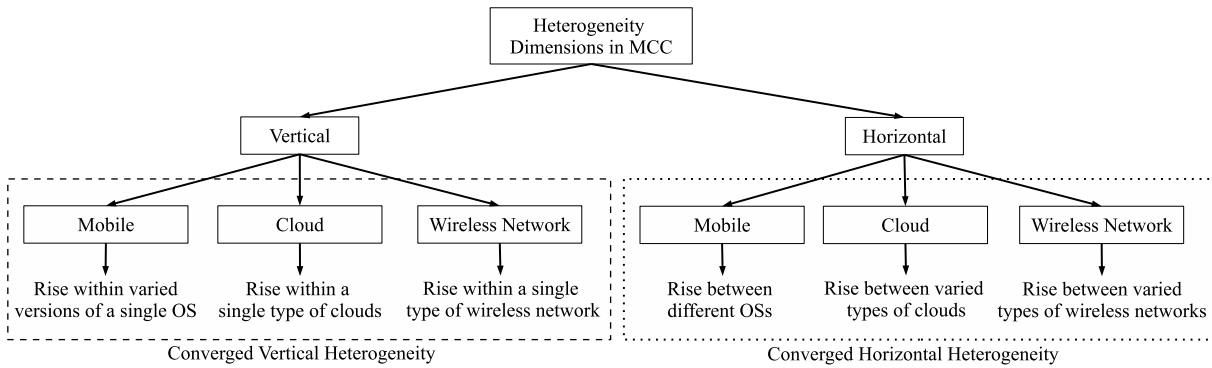 Heterogeneity
Dimensions in MCC
Vertical
Horizontal
Mobile
Cloud
Wireless Network
Rise within varied
versions of a single OS
Rise within a
single type of clouds
Rise within a single
type of wireless network
Converged Vertical Heterogeneity
Mobile
Cloud
Wireless Network
Rise between
different OSs
Rise between varied
types of clouds
Rise between varied
types of wireless networks
Converged Horizontal Heterogeneity